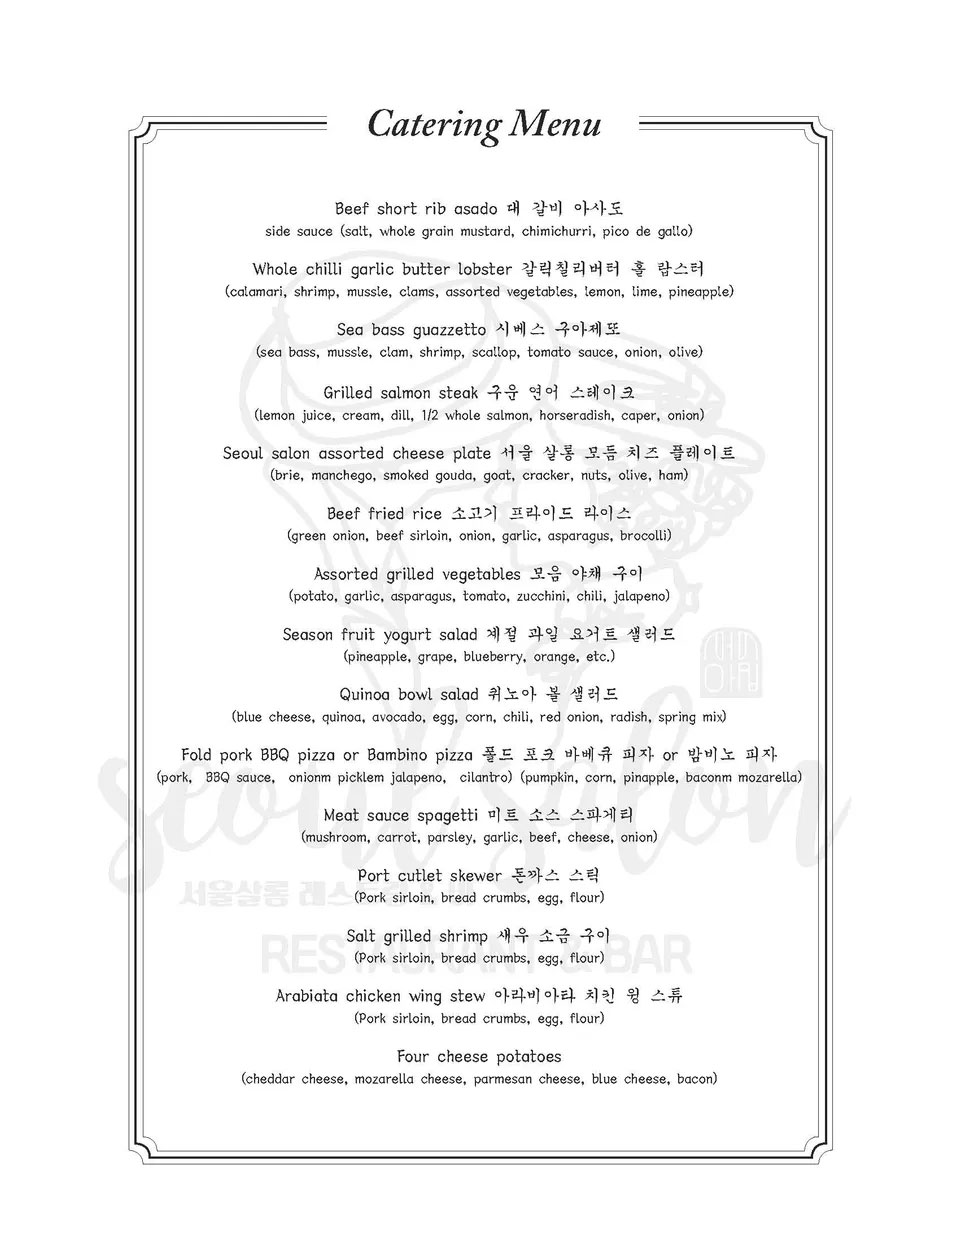 Catering Menu
Beef short rib asado 대 갈비 아사도
side sauce (salt, whole grain mustard, chimichurri, pico de gallo)
Whole chilli garlic butter lobster 갈릭칠리버터 홀 랍스터
(calamari, shrimp, mussle, clams, assorted vegetables, lemon, lime, pineapple)
Sea bass guazzetto 시베스 구아제또
(sea bass, mussle, clam, shrimp, scallop, tomato sauce, onion, olive)
Grilled salmon steak 구운 연어 스테이크
(lemon juice, cream, dill, 1/2 whole salmon, horseradish, caper, onion)
Seoul salon assorted cheese plate 서울 살롱 모듬 치즈 플레이트
(brie, manchego, smoked gouda, goat, cracker, nuts, olive, ham)
Beef fried rice 소고기 프라이드 라이스
(green onion, beef sirloin, onion, garlic, asparagus, brocolli)
Assorted grilled vegetables 모음 야채 구이
(potato, garlic, asparagus, tomato, zucchini, chili, jalapeno)
Season fruit yogurt salad 계절 과일 요거트 샐러드
(pineapple, grape, blueberry, orange, etc.)
Quinoa bowl salad 퀴노아 볼 샐러드
(blue cheese, quinoa, avocado, egg, corn, chili, red onion, radish, spring mix)
Fold pork BBQ pizza or Bambino pizza 폴드 포크 바베큐 피자 or 밤비노 피자
(pork, BBQ sauce, onionm picklem jalapeno, cilantro) (pumpkin, corn, pinapple, baconm mozarella)
Meat sauce spagetti 미트 소스 스파게티
(mushroom, carrot, parsley, garlic, beef, cheese, onion)
Port cutlet skewer 돈까스 스틱
(Pork sirloin, bread crumbs, egg, flour)
Salt grilled shrimp 새우 소금 구이
(Pork sirloin, bread crumbs, egg, flour)
Arabiata chicken wing stew 아라비아타 치킨 윙 스튜
(Pork sirloin, bread crumbs, egg, flour)
Four cheese potatoes
(cheddar cheese, mozarella cheese, parmesan cheese, blue cheese, bacon)
seoul salon
서울살롱
RESTAURANT & BAR